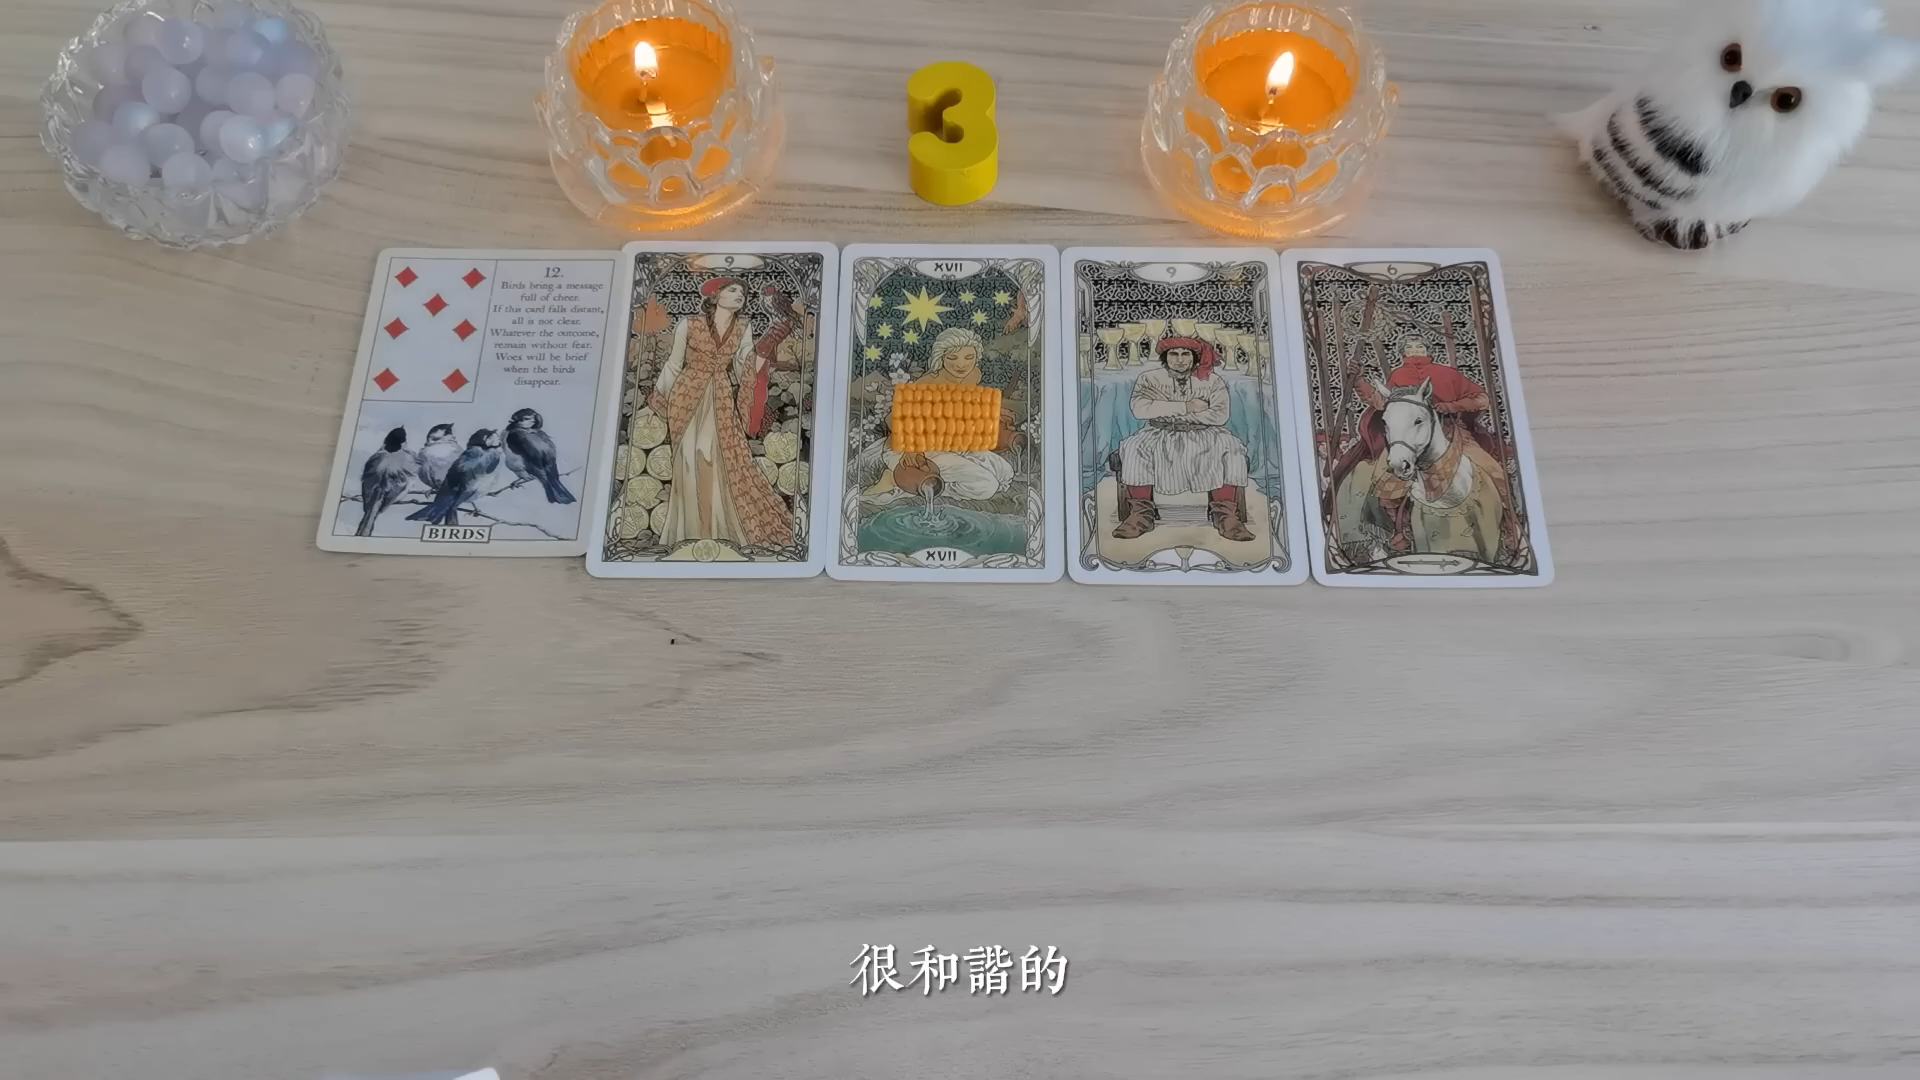 3
12.
Birds bring a message
full of cheer.
If this card falls distant,
all is not clear.
Whatever the outcome,
remain without fear.
Woes will be brief
when the birds
disappear.
BIRDS
9
XVII
XVII
9
6
很和諧的